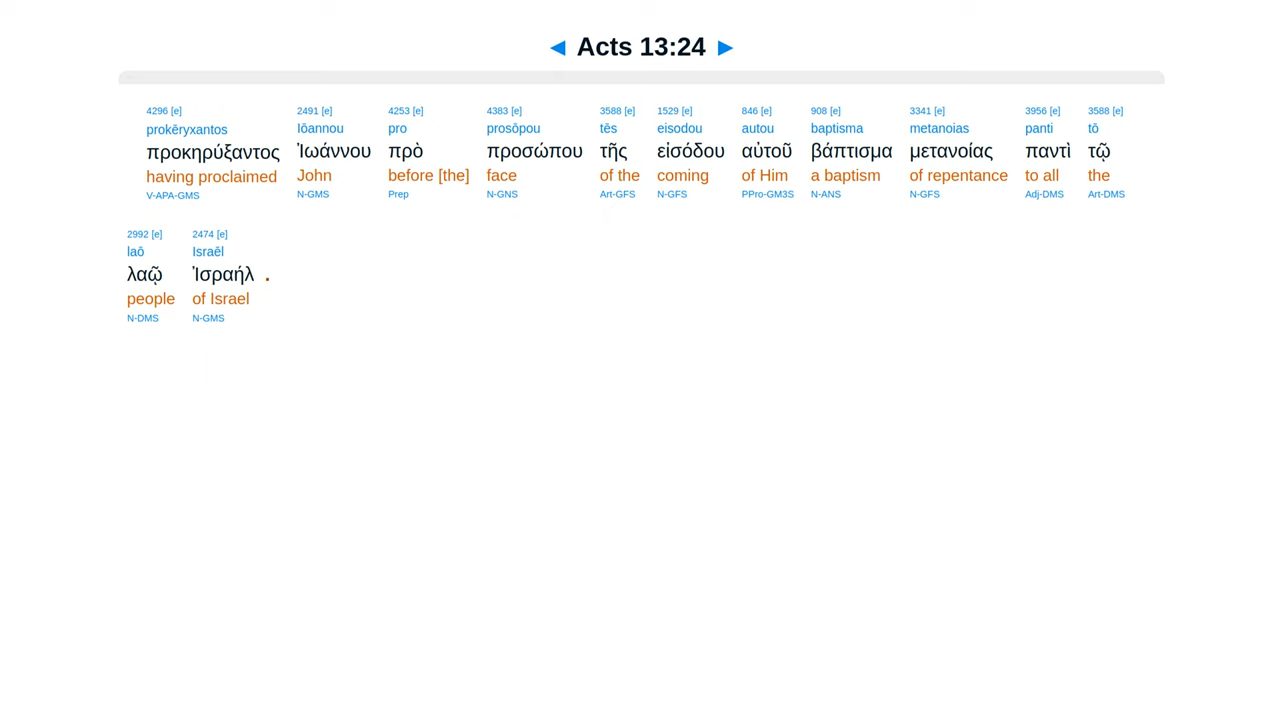 ◄ Acts 13:24 ►
4296 [e] 2491 [e] 4253 [e] 4383 [e] 3588 [e] 1529 [e] 846 [e] 908 [e] 3341 [e] 3956 [e] 3588 [e]
prokēryxantos Iōannou pro prosōpou tēs eisodou autou baptisma metanoias panti tō
προκηρύξαντος Ἰωάννου πρὸ προσώπου τῆς εἰσόδου αὐτοῦ βάπτισμα μετανοίας παντὶ τῷ
having proclaimed John before [the] face of the coming of Him a baptism of repentance to all the
V-APA-GMS N-GMS Prep N-GNS Art-GFS N-GFS PPro-GM3S N-ANS N-GFS Adj-DMS Art-DMS
2992 [e] 2474 [e]
laō Israēl
λαῷ Ἰσραήλ .
people of Israel
N-DMS N-GMS